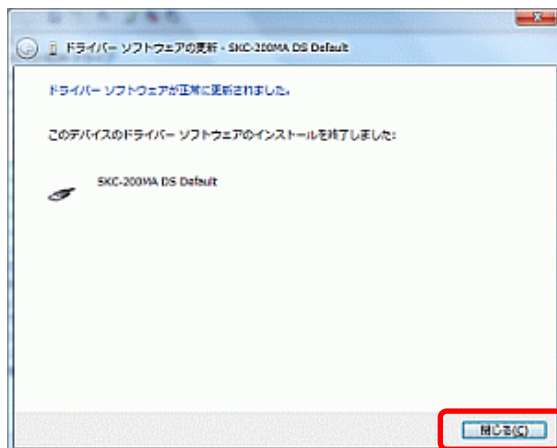 ドライバー ソフトウェアの更新 - SKC-200MA DS Default
ドライバー ソフトウェアが正常に更新されました。
このデバイスのドライバー ソフトウェアのインストールを終了しました:
SKC-200MA DS Default
閉じる(C)